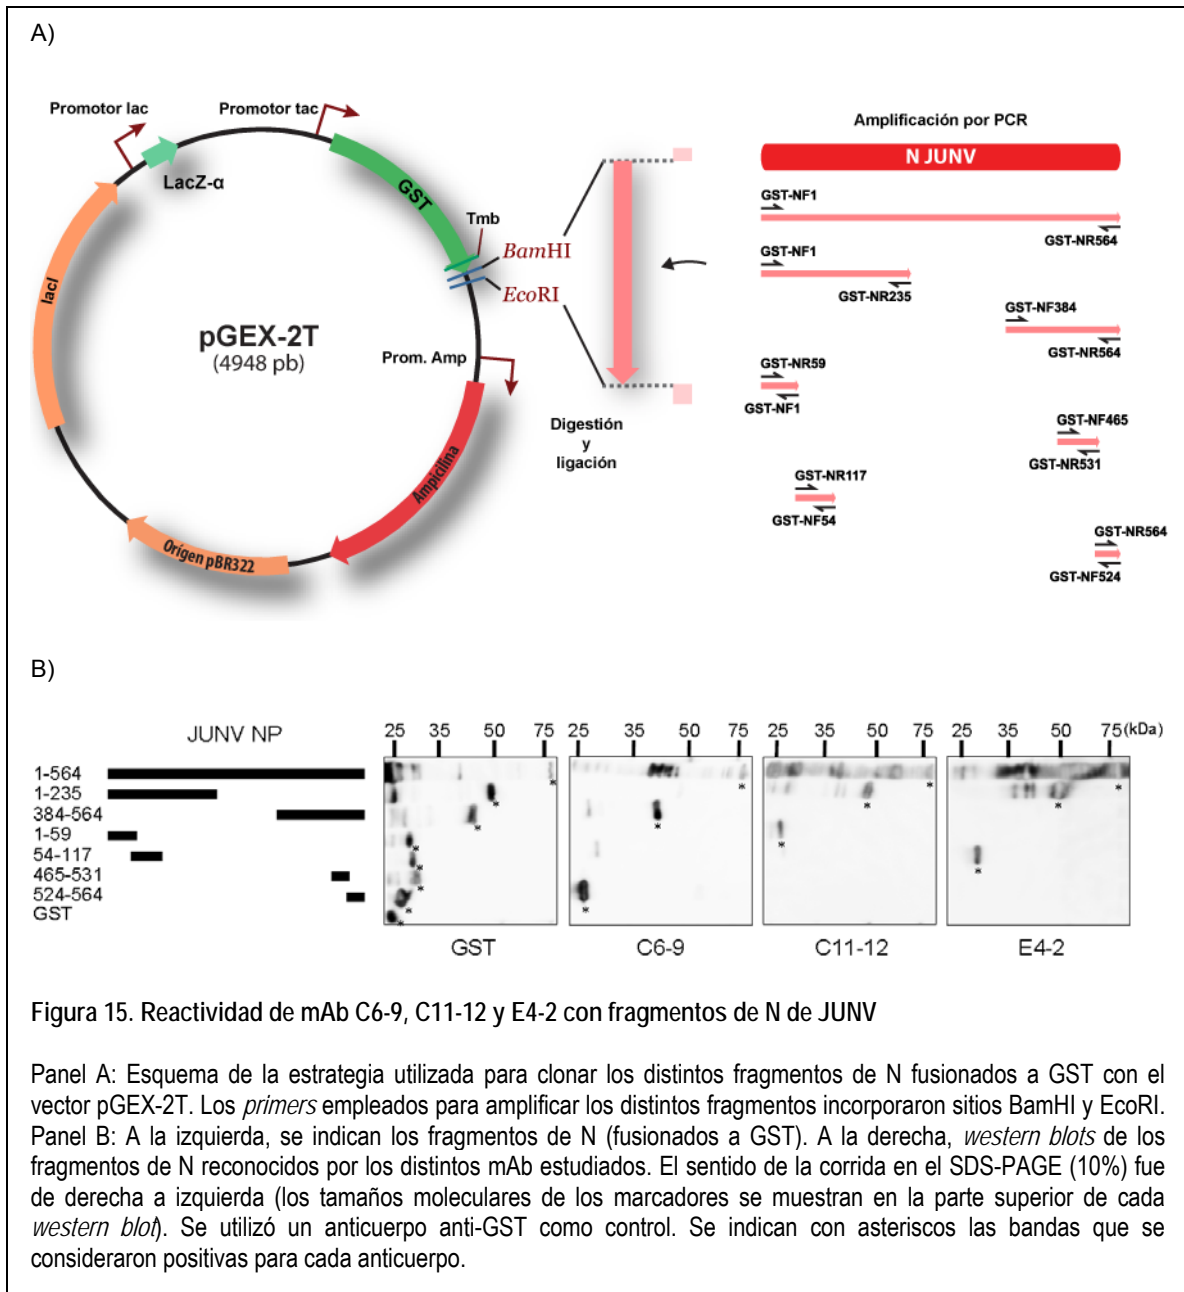 A)
Promotor lac
Promotor tac
LacZ-α
GST
Tmb
BamHI
EcoRI
lacI
pGEX-2T
(4948 pb)
Prom. Amp
Ampicilina
Orígen pBR322
Digestión
y
ligación
Amplificación por PCR
N JUNV
GST-NF1
GST-NR564
GST-NF1
GST-NR235
GST-NF384
GST-NR564
GST-NR59
GST-NF1
GST-NF465
GST-NR531
GST-NR117
GST-NF54
GST-NR564
GST-NF524
B)
JUNV NP
1-564
1-235
384-564
1-59
54-117
465-531
524-564
GST
25 35 50 75
25 35 50 75
25 35 50 75
25 35 50 75(kDa)
* * * * * * * *
* * *
* * *
* * *
GST
C6-9
C11-12
E4-2
Figura 15. Reactividad de mAb C6-9, C11-12 y E4-2 con fragmentos de N de JUNV
Panel A: Esquema de la estrategia utilizada para clonar los distintos fragmentos de N fusionados a GST con el
vector pGEX-2T. Los primers empleados para amplificar los distintos fragmentos incorporaron sitios BamHI y EcoRI.
Panel B: A la izquierda, se indican los fragmentos de N (fusionados a GST). A la derecha, western blots de los
fragmentos de N reconocidos por los distintos mAb estudiados. El sentido de la corrida en el SDS-PAGE (10%) fue
de derecha a izquierda (los tamaños moleculares de los marcadores se muestran en la parte superior de cada
western blot). Se utilizó un anticuerpo anti-GST como control. Se indican con asteriscos las bandas que se
consideraron positivas para cada anticuerpo.